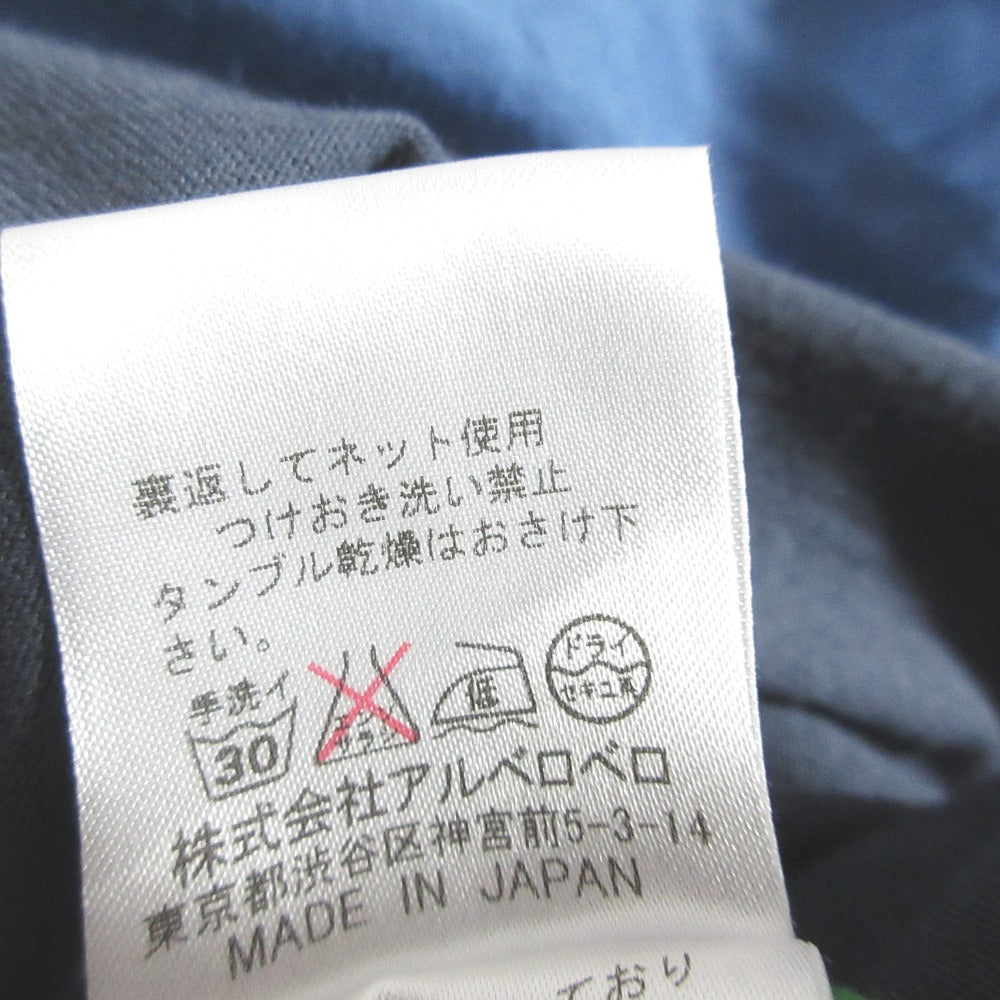 裏返してネット使用
つけおき洗い禁止
タンブル乾燥はおさけ下
さい。
手洗イ
30
低
ドライ
セキユ系
株式会社アルベロベロ
東京都渋谷区神宮前5-3-14
MADE IN JAPAN
ており